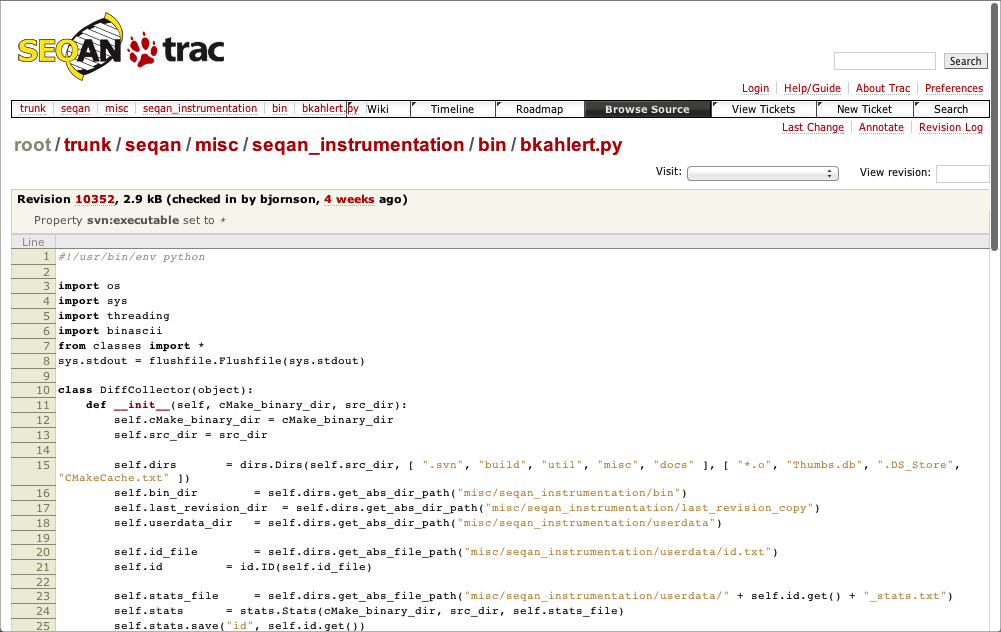 SEQAN trac
Search
Login Help/Guide About Trac Preferences
trunk seqan misc seqan_instrumentation bin bkahlert.py Wiki Timeline Roadmap Browse Source View Tickets New Ticket Search
Last Change Annotate Revision Log
root / trunk / seqan / misc / seqan_instrumentation / bin / bkahlert.py
Visit: View revision:
Revision 10352, 2.9 kB (checked in by bjornson, 4 weeks ago)
Property svn:executable set to *
Line
1 #!/usr/bin/env python
2
3 import os
4 import sys
5 import threading
6 import binascii
7 from classes import *
8 sys.stdout = flushfile.Flushfile(sys.stdout)
9
10 class DiffCollector(object):
11     def __init__(self, cMake_binary_dir, src_dir):
12         self.cMake_binary_dir = cMake_binary_dir
13         self.src_dir = src_dir
14
15         self.dirs       = dirs.Dirs(self.src_dir, [ ".svn", "build", "util", "misc", "docs" ], [ "*.o", "Thumbs.db", ".DS_Store",
"CMakeCache.txt" ])
16         self.bin_dir        = self.dirs.get_abs_dir_path("misc/seqan_instrumentation/bin")
17         self.last_revision_dir  = self.dirs.get_abs_dir_path("misc/seqan_instrumentation/last_revision_copy")
18         self.userdata_dir   = self.dirs.get_abs_dir_path("misc/seqan_instrumentation/userdata")
19
20         self.id_file        = self.dirs.get_abs_file_path("misc/seqan_instrumentation/userdata/id.txt")
21         self.id         = id.ID(self.id_file)
22
23         self.stats_file     = self.dirs.get_abs_file_path("misc/seqan_instrumentation/userdata/" + self.id.get() + "_stats.txt")
24         self.stats      = stats.Stats(cMake_binary_dir, src_dir, self.stats_file)
25         self.stats.save("id", self.id.get())